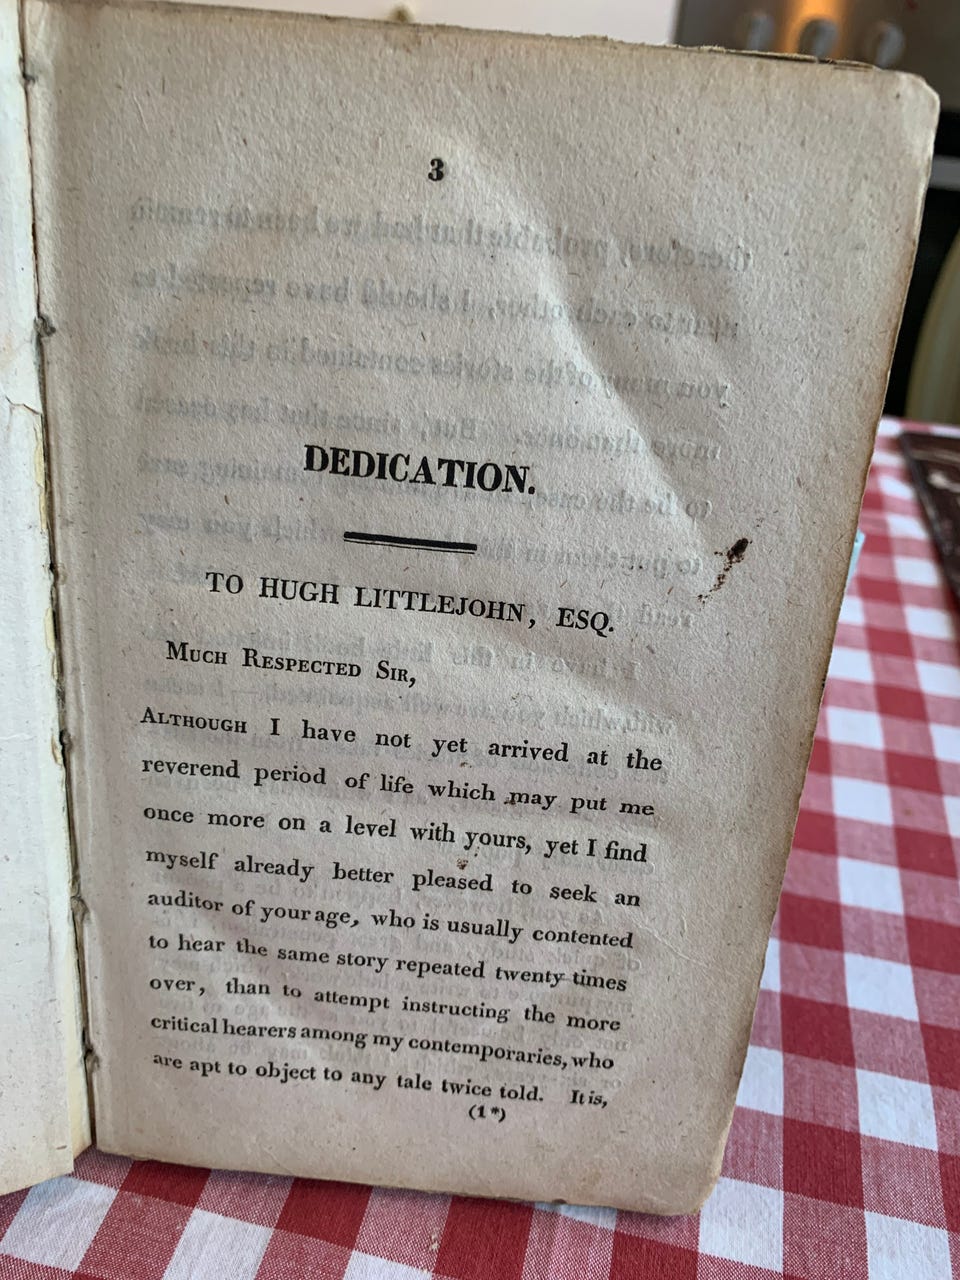 3
DEDICATION.
TO HUGH LITTLEJOHN, ESQ.
MUCH RESPECTED SIR,
ALTHOUGH I have not yet arrived at the
reverend period of life which may put me
once more on a level with yours, yet I find
myself already better pleased to seek an
auditor of your age, who is usually contented
to hear the same story repeated twenty times
over, than to attempt instructing the more
critical hearers among my contemporaries, who
are apt to object to any tale twice told. It is,
(1*)